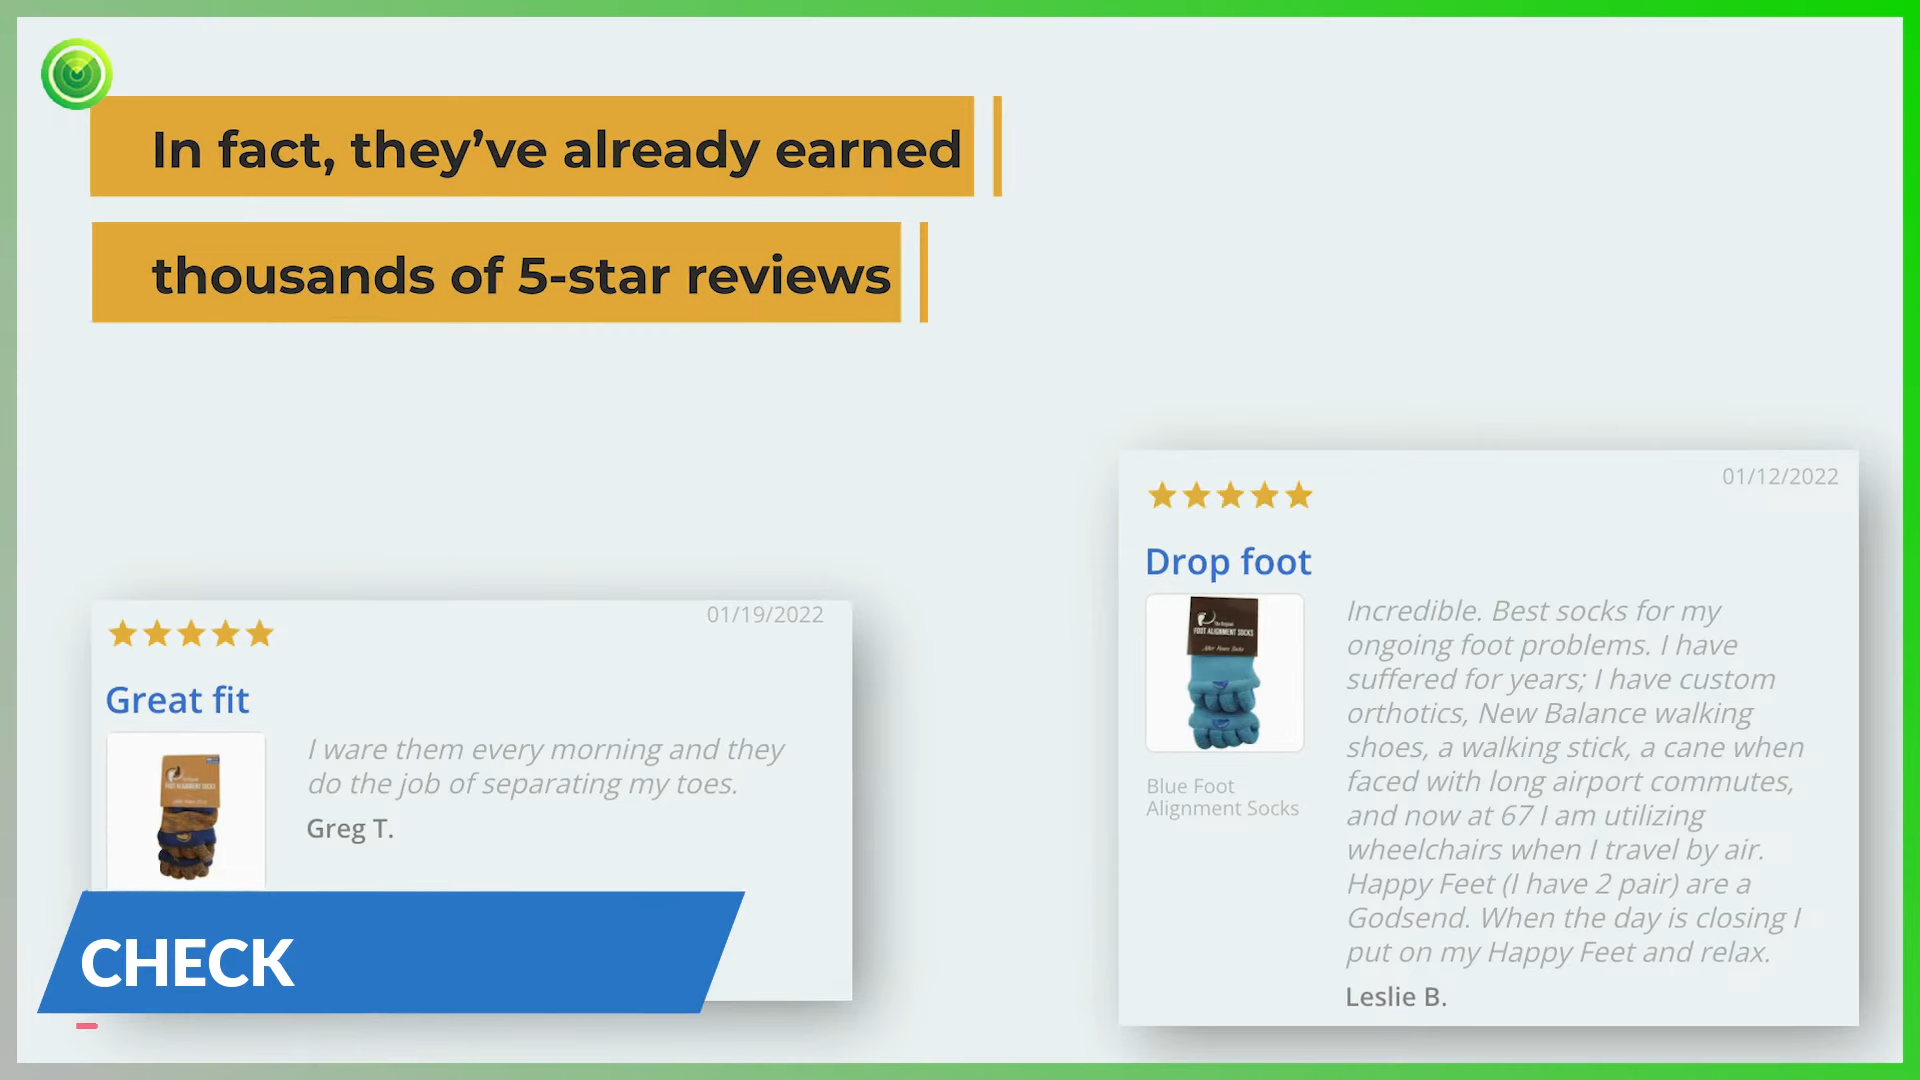 In fact, they’ve already earned
thousands of 5-star reviews
01/19/2022
Great fit
I ware them every morning and they
do the job of separating my toes.
Greg T.
CHECK
01/12/2022
Drop foot
FOOT ALIGNMENT SOCKS
Blue Foot
Alignment Socks
Incredible. Best socks for my
ongoing foot problems. I have
suffered for years; I have custom
orthotics, New Balance walking
shoes, a walking stick, a cane when
faced with long airport commutes,
and now at 67 I am utilizing
wheelchairs when I travel by air.
Happy Feet (I have 2 pair) are a
Godsend. When the day is closing I
put on my Happy Feet and relax.
Leslie B.